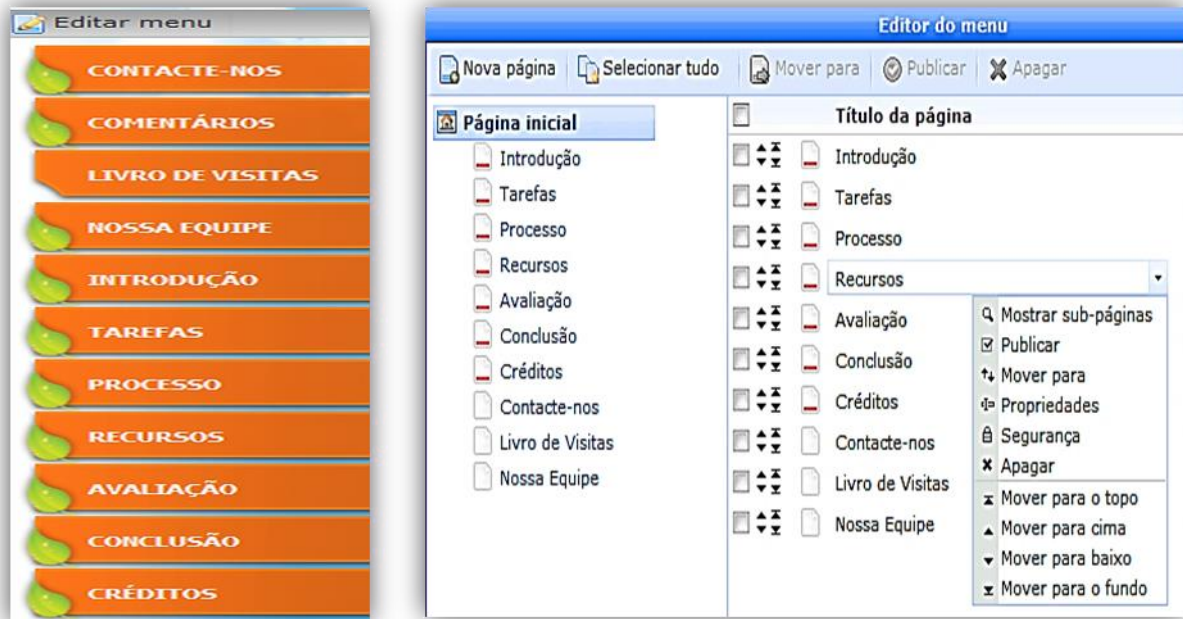 Editar menu
CONTACTE-NOS
COMENTÁRIOS
LIVRO DE VISITAS
NOSSA EQUIPE
INTRODUÇÃO
TAREFAS
PROCESSO
RECURSOS
AVALIAÇÃO
CONCLUSÃO
CRÉDITOS
Editor do menu
Nova página Selecionar tudo Mover para Publicar Apagar
Página inicial
Introdução
Tarefas
Processo
Recursos
Avaliação
Conclusão
Créditos
Contacte-nos
Livro de Visitas
Nossa Equipe
Título da página
Introdução
Tarefas
Processo
Recursos
Avaliação
Conclusão
Créditos
Contacte-nos
Livro de Visitas
Nossa Equipe
Mostrar sub-páginas
Publicar
Mover para
Propriedades
Segurança
Apagar
Mover para o topo
Mover para cima
Mover para baixo
Mover para o fundo